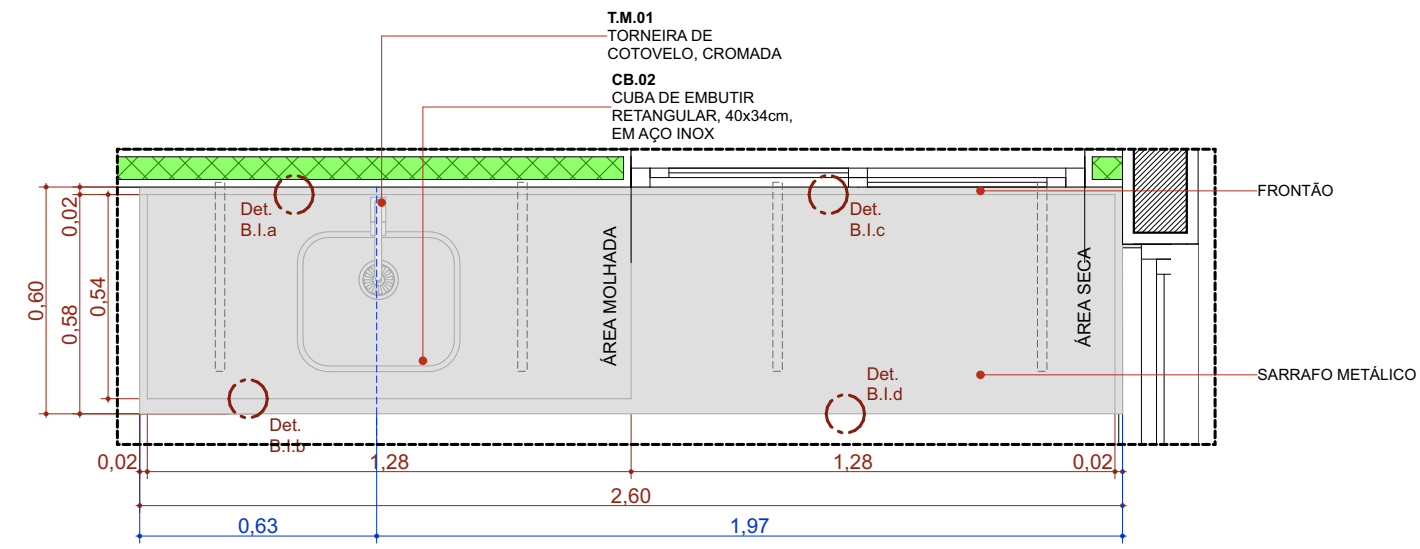 T.M.01
TORNEIRA DE
COTOVELO, CROMADA
CB.02
CUBA DE EMBUTIR
RETANGULAR, 40x34cm,
EM AÇO INOX
FRONTÃO
Det.
B.I.a
Det.
B.I.c
ÁREA MOLHADA
ÁREA SECA
0,02
0,60
0,58
0,54
Det.
B.I.d
SARRAFO METÁLICO
Det.
B.I.b
0,02
1,28
1,28
0,02
2,60
0,63
1,97